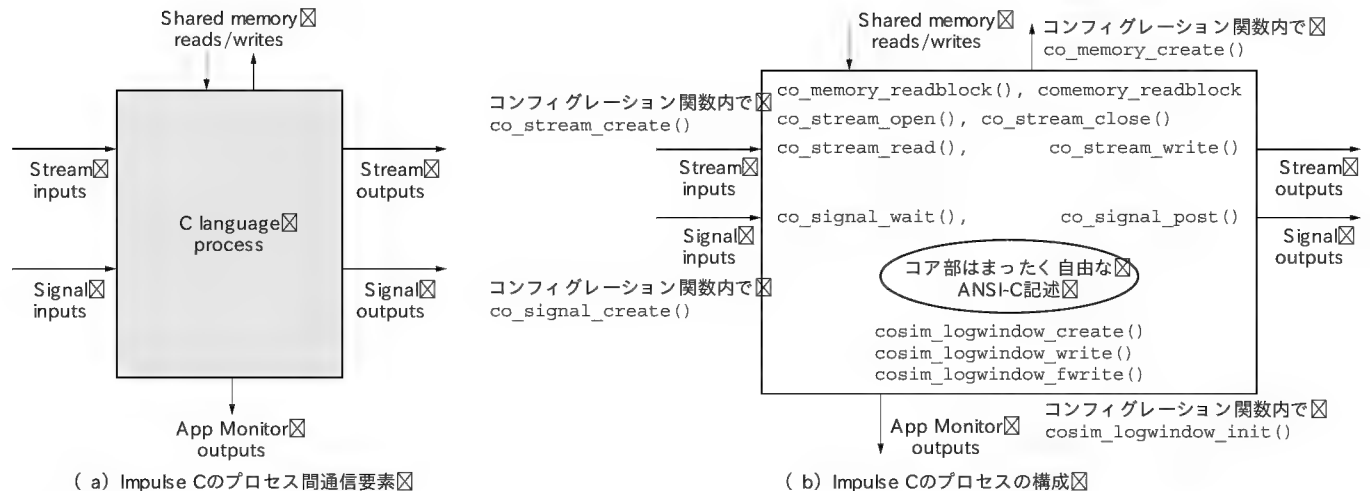 Shared memory
reads/writes
Stream
inputs
Stream
outputs
C language
process
Signal
inputs
Signal
outputs
App Monitor
outputs
(a) Impulse Cのプロセス間通信要素
Shared memory
reads/writes
コンフィグレーション関数内で
co_memory_create()
コンフィグレーション関数内で
co_stream_create()
co_memory_readblock(), comemory_readblock
co_stream_open(), co_stream_close()
co_stream_read(), co_stream_write()
Stream
inputs
Stream
outputs
co_signal_wait(), co_signal_post()
Signal
inputs
Signal
outputs
コンフィグレーション関数内で
co_signal_create()
コア部はまったく自由な
ANSI-C記述
cosim_logwindow_create()
cosim_logwindow_write()
cosim_logwindow_fwrite()
App Monitor
outputs
コンフィグレーション関数内で
cosim_logwindow_init()
(b) Impulse Cのプロセスの構成